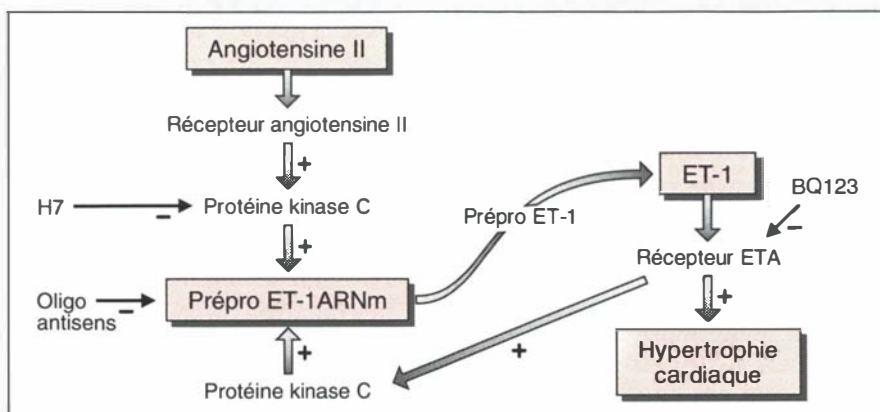 Angiotensine II
Récepteur angiotensine II
+
H7
−
Protéine kinase C
+
Oligo
antisens
−
Prépro ET-1ARNm
+
Protéine kinase C
Prépro ET-1
ET-1
BQ123
−
Récepteur ETA
+
+
Hypertrophie
cardiaque